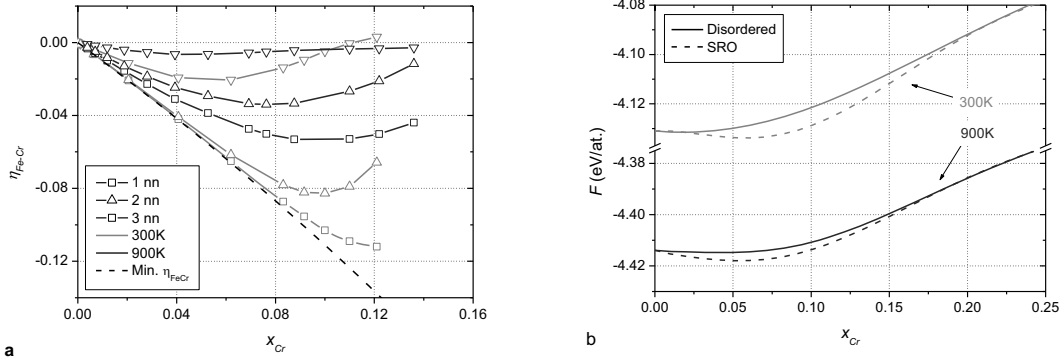 0.00
-0.04
-0.08
-0.12
η_Fe-Cr
1 nn
2 nn
3 nn
300K
900K
Min. η_FeCr
0.00 0.04 0.08 0.12 0.16
x_Cr
a
-4.08
-4.10
-4.12
-4.38
-4.40
-4.42
F (eV/at.)
Disordered
SRO
300K
900K
0.00 0.05 0.10 0.15 0.20 0.25
x_Cr
b